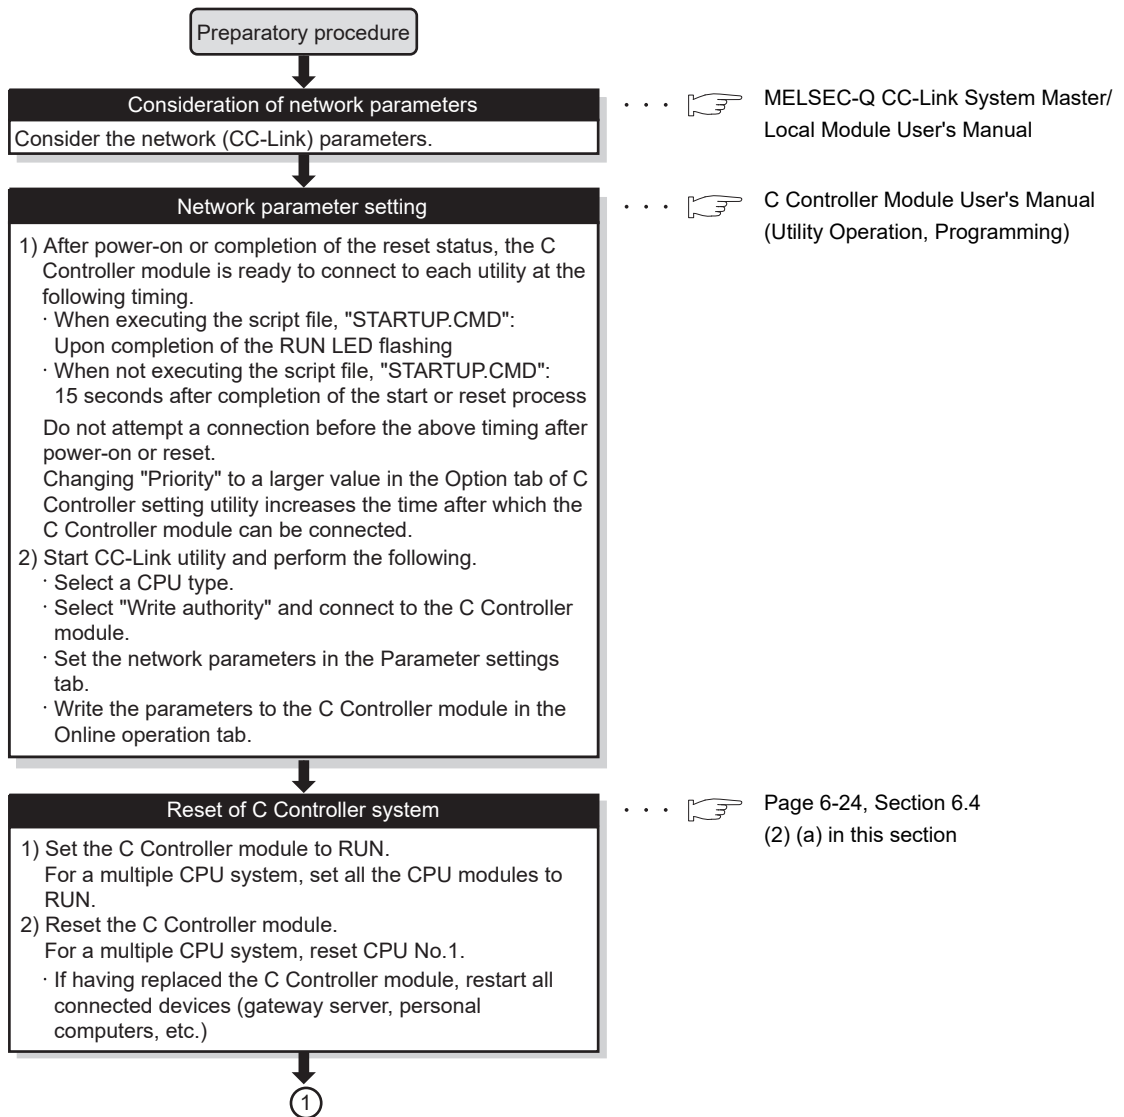 Preparatory procedure
Consideration of network parameters
Consider the network (CC-Link) parameters.
· · · MELSEC-Q CC-Link System Master/
Local Module User's Manual
Network parameter setting
· · · C Controller Module User's Manual
(Utility Operation, Programming)
1) After power-on or completion of the reset status, the C
Controller module is ready to connect to each utility at the
following timing.
· When executing the script file, "STARTUP.CMD":
Upon completion of the RUN LED flashing
· When not executing the script file, "STARTUP.CMD":
15 seconds after completion of the start or reset process
Do not attempt a connection before the above timing after
power-on or reset.
Changing "Priority" to a larger value in the Option tab of C
Controller setting utility increases the time after which the
C Controller module can be connected.
2) Start CC-Link utility and perform the following.
· Select a CPU type.
· Select "Write authority" and connect to the C Controller
module.
· Set the network parameters in the Parameter settings
tab.
· Write the parameters to the C Controller module in the
Online operation tab.
Reset of C Controller system
· · · Page 6-24, Section 6.4
(2) (a) in this section
1) Set the C Controller module to RUN.
For a multiple CPU system, set all the CPU modules to
RUN.
2) Reset the C Controller module.
For a multiple CPU system, reset CPU No.1.
· If having replaced the C Controller module, restart all
connected devices (gateway server, personal
computers, etc.)
1